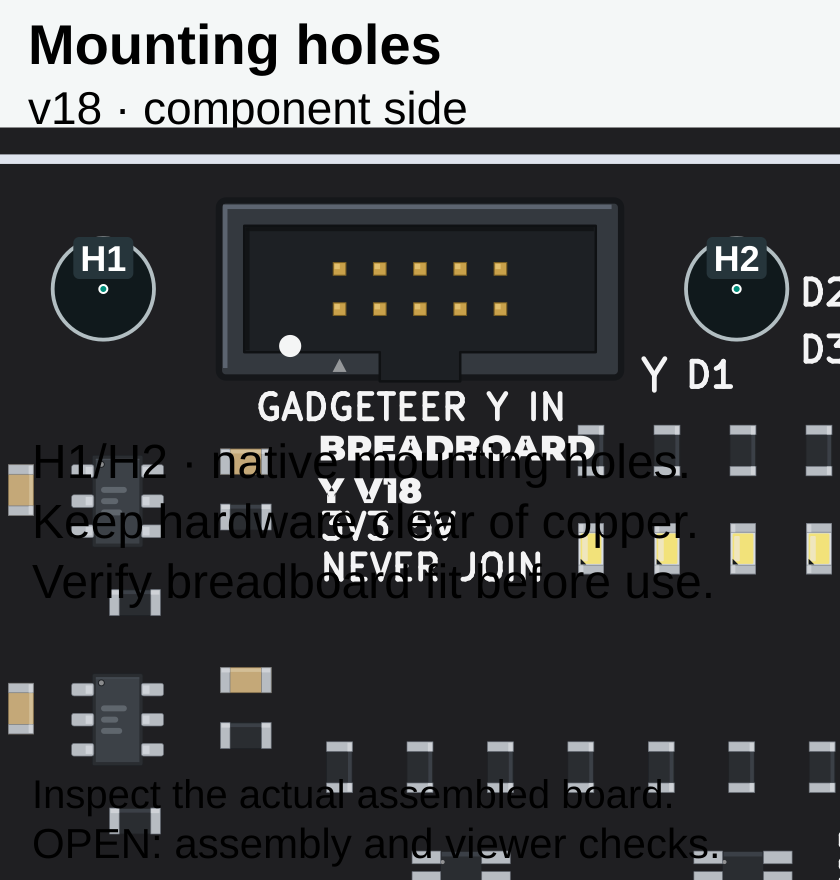 Mounting holes
v18 · component side
H1
H2
D2
D3
Y D1
GADGETEER Y IN
BREADBOARD
H1/H2 · native mounting holes.
Y V18
Keep hardware clear of copper.
NEVER JOIN
Verify breadboard fit before use.
Inspect the actual assembled board.
OPEN: assembly and viewer checks.